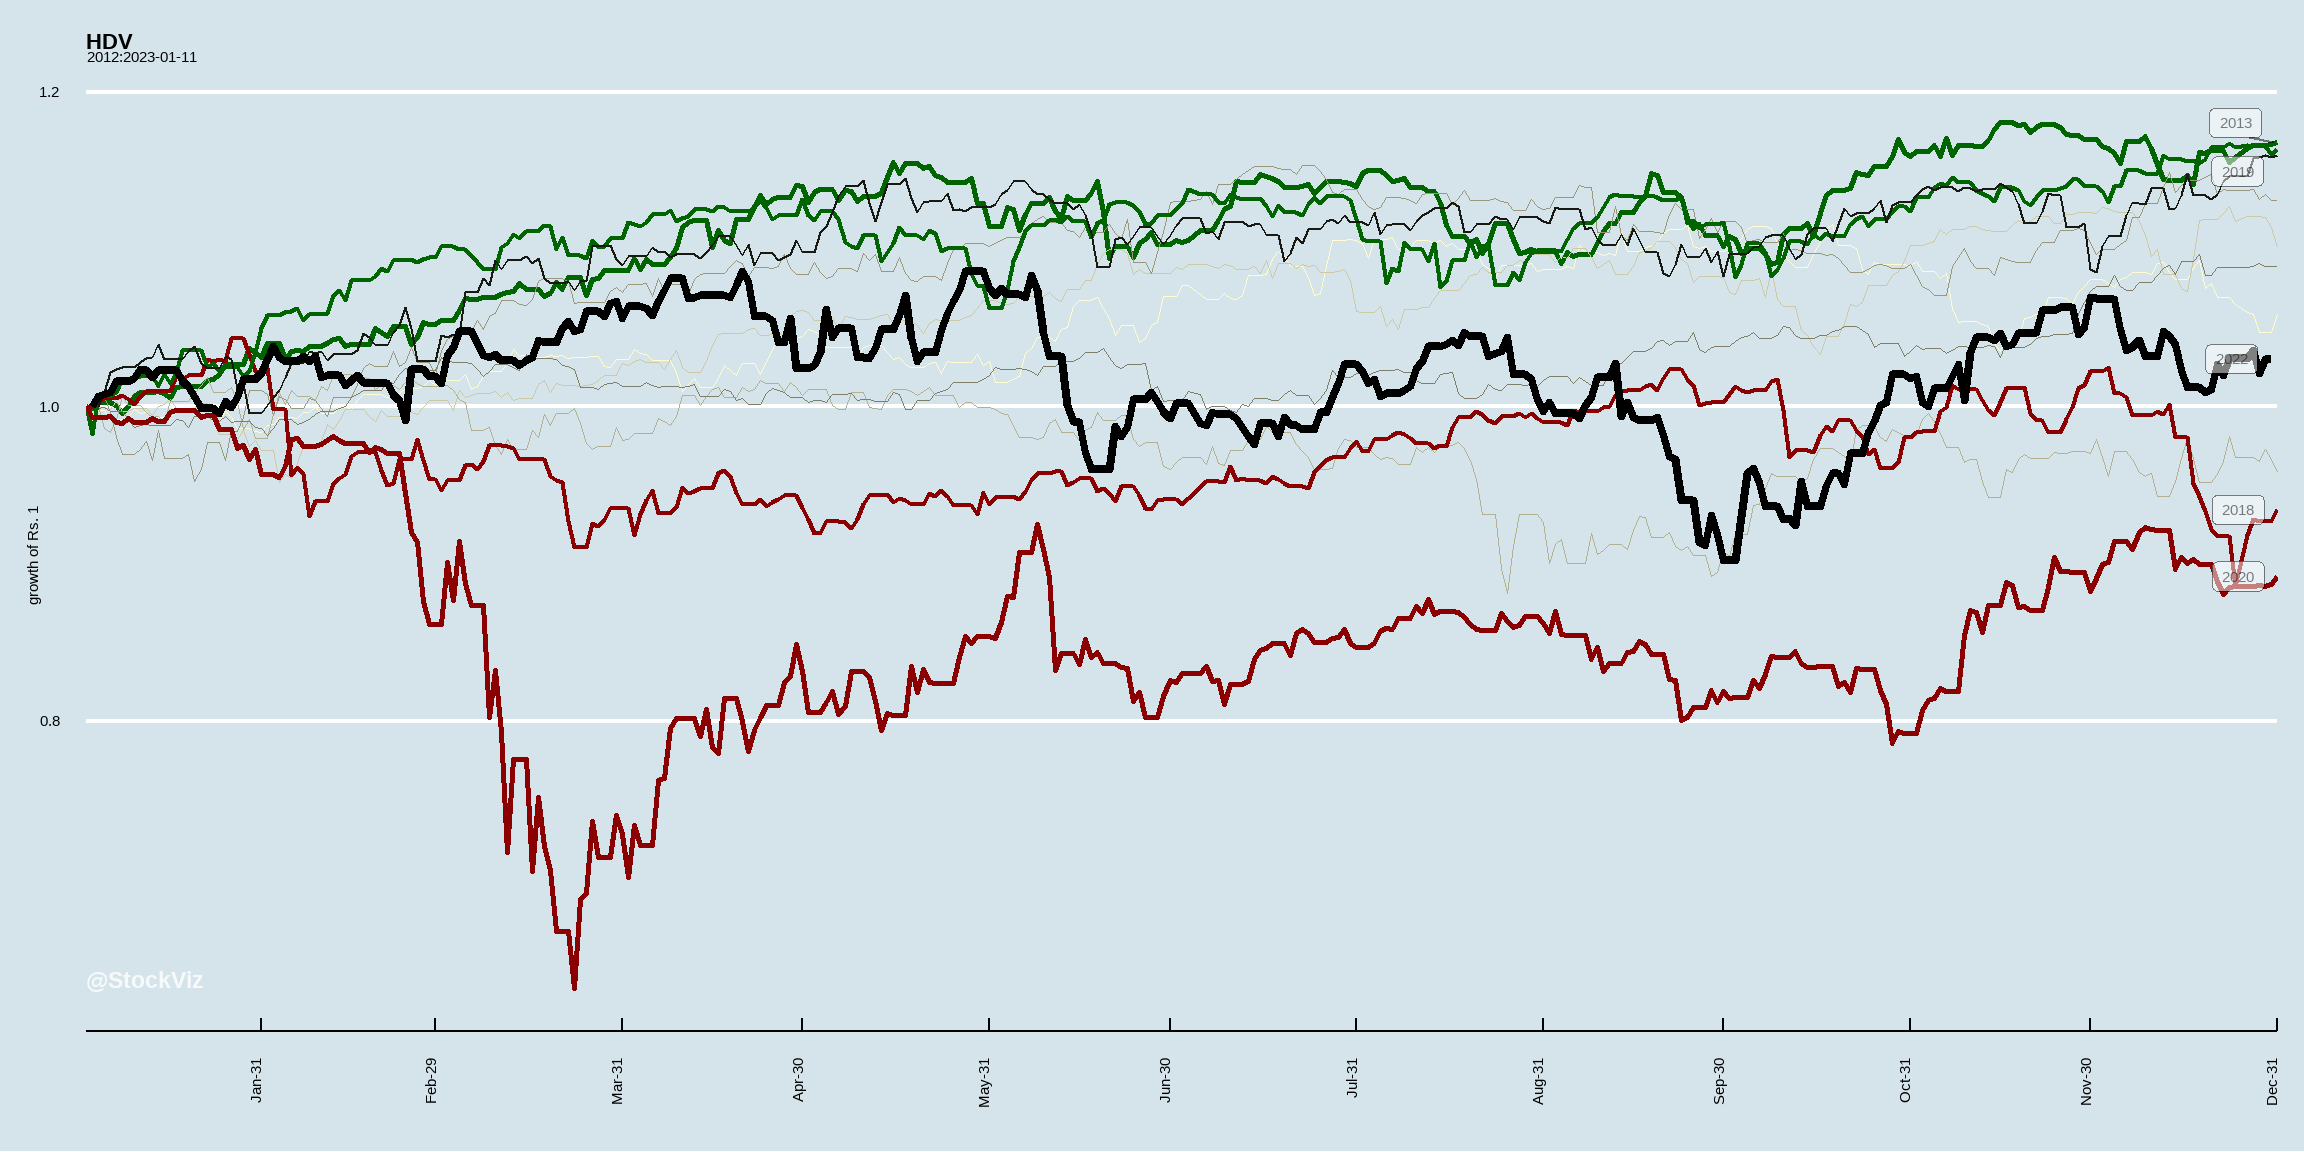 HDV
2012:2023-01-11
1.2
1.0
0.8
growth of Rs. 1
2013
2019
2022
2018
2020
@StockViz
Jan-31
Feb-29
Mar-31
Apr-30
May-31
Jun-30
Jul-31
Aug-31
Sep-30
Oct-31
Nov-30
Dec-31